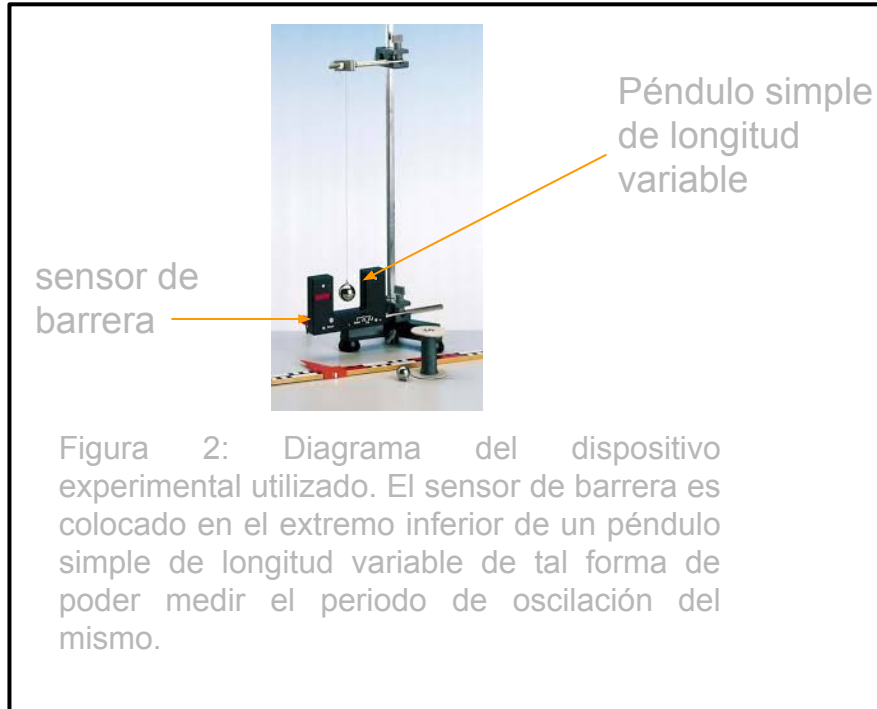 Péndulo simple
de longitud
variable
sensor de
barrera
Figura 2: Diagrama del dispositivo
experimental utilizado. El sensor de barrera es
colocado en el extremo inferior de un péndulo
simple de longitud variable de tal forma de
poder medir el periodo de oscilación del
mismo.